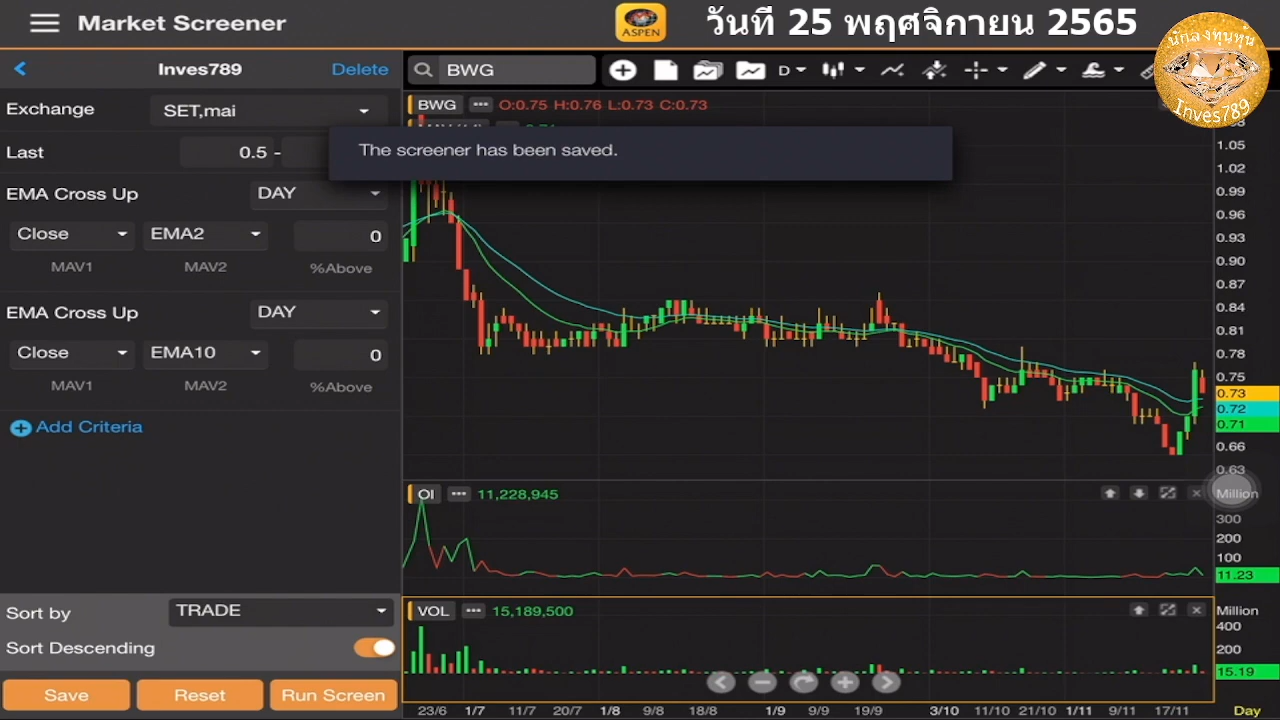 Market Screener
ASPEN
วันที่ 25 พฤศจิกายน 2565
นักลงทุนหุ้น
Inves789
Inves789
Delete
BWG
D
Exchange
SET,mai
BWG ••• O:0.75 H:0.76 L:0.73 C:0.73
Last
0.5 -
The screener has been saved.
EMA Cross Up
DAY
Close
EMA2
0
MAV1
MAV2
%Above
EMA Cross Up
DAY
Close
EMA10
0
MAV1
MAV2
%Above
Add Criteria
1.05
1.02
0.99
0.96
0.93
0.90
0.87
0.84
0.81
0.78
0.75
0.73
0.72
0.71
0.66
0.63
OI ••• 11,228,945
Million
300
200
100
11.23
Sort by
TRADE
VOL ••• 15,189,500
Million
400
200
15.19
Sort Descending
Save
Reset
Run Screen
23/6 1/7 11/7 20/7 1/8 9/8 18/8 1/9 9/9 19/9 3/10 11/10 21/10 1/11 9/11 17/11 Day